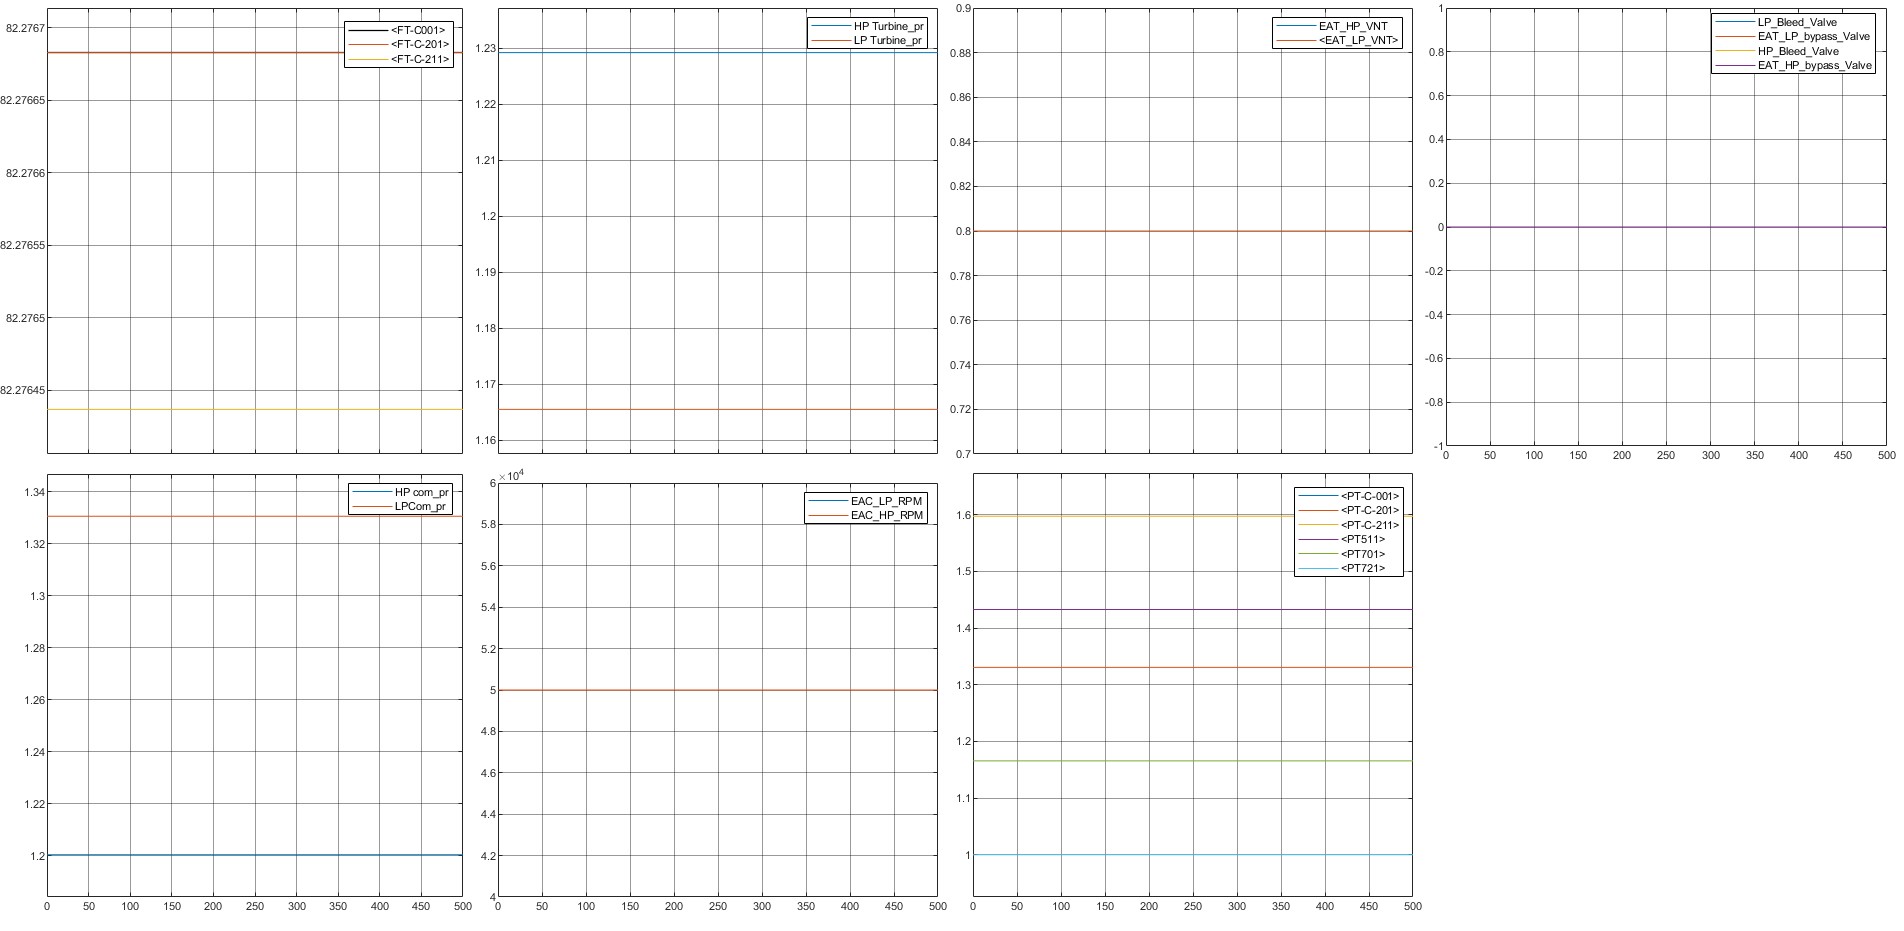 82.2767
82.27665
82.2766
82.27655
82.2765
82.27645
<FT-C001>
<FT-C-201>
<FT-C-211>
1.23
1.22
1.21
1.2
1.19
1.18
1.17
1.16
HP Turbine_pr
LP Turbine_pr
0.9
0.88
0.86
0.84
0.82
0.8
0.78
0.76
0.74
0.72
0.7
EAT_HP_VNT
<EAT_LP_VNT>
1
0.8
0.6
0.4
0.2
0
-0.2
-0.4
-0.6
-0.8
-1
LP_Bleed_Valve
EAT_LP_bypass_Valve
HP_Bleed_Valve
EAT_HP_bypass_Valve
0 50 100 150 200 250 300 350 400 450 500
1.34
1.32
1.3
1.28
1.26
1.24
1.22
1.2
HP com_pr
LPCom_pr
0 50 100 150 200 250 300 350 400 450 500
×10^4
6
5.8
5.6
5.4
5.2
5
4.8
4.6
4.4
4.2
4
EAC_LP_RPM
EAC_HP_RPM
0 50 100 150 200 250 300 350 400 450 500
1.6
1.5
1.4
1.3
1.2
1.1
1
<PT-C-001>
<PT-C-201>
<PT-C-211>
<PT511>
<PT701>
<PT721>
0 50 100 150 200 250 300 350 400 450 500